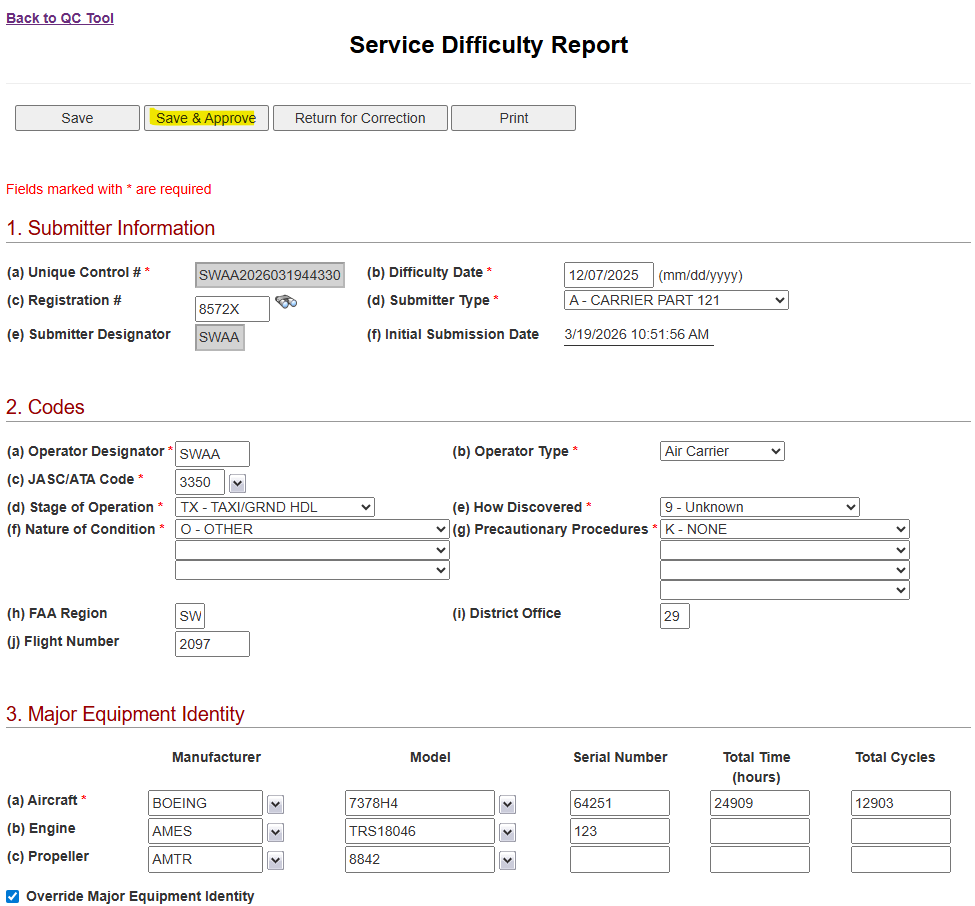 Back to QC Tool
Service Difficulty Report
Save Save & Approve Return for Correction Print
Fields marked with * are required
1. Submitter Information
(a) Unique Control # * SWAA2026031944330 (b) Difficulty Date * 12/07/2025 (mm/dd/yyyy)
(c) Registration # 8572X (d) Submitter Type * A - CARRIER PART 121
(e) Submitter Designator SWAA (f) Initial Submission Date 3/19/2026 10:51:56 AM
2. Codes
(a) Operator Designator * SWAA (b) Operator Type * Air Carrier
(c) JASC/ATA Code * 3350
(d) Stage of Operation * TX - TAXI/GRND HDL (e) How Discovered * 9 - Unknown
(f) Nature of Condition * O - OTHER (g) Precautionary Procedures * K - NONE
(h) FAA Region SW (i) District Office 29
(j) Flight Number 2097
3. Major Equipment Identity
Manufacturer Model Serial Number Total Time Total Cycles
(hours)
(a) Aircraft * BOEING 7378H4 64251 24909 12903
(b) Engine AMES TRS18046 123
(c) Propeller AMTR 8842
Override Major Equipment Identity